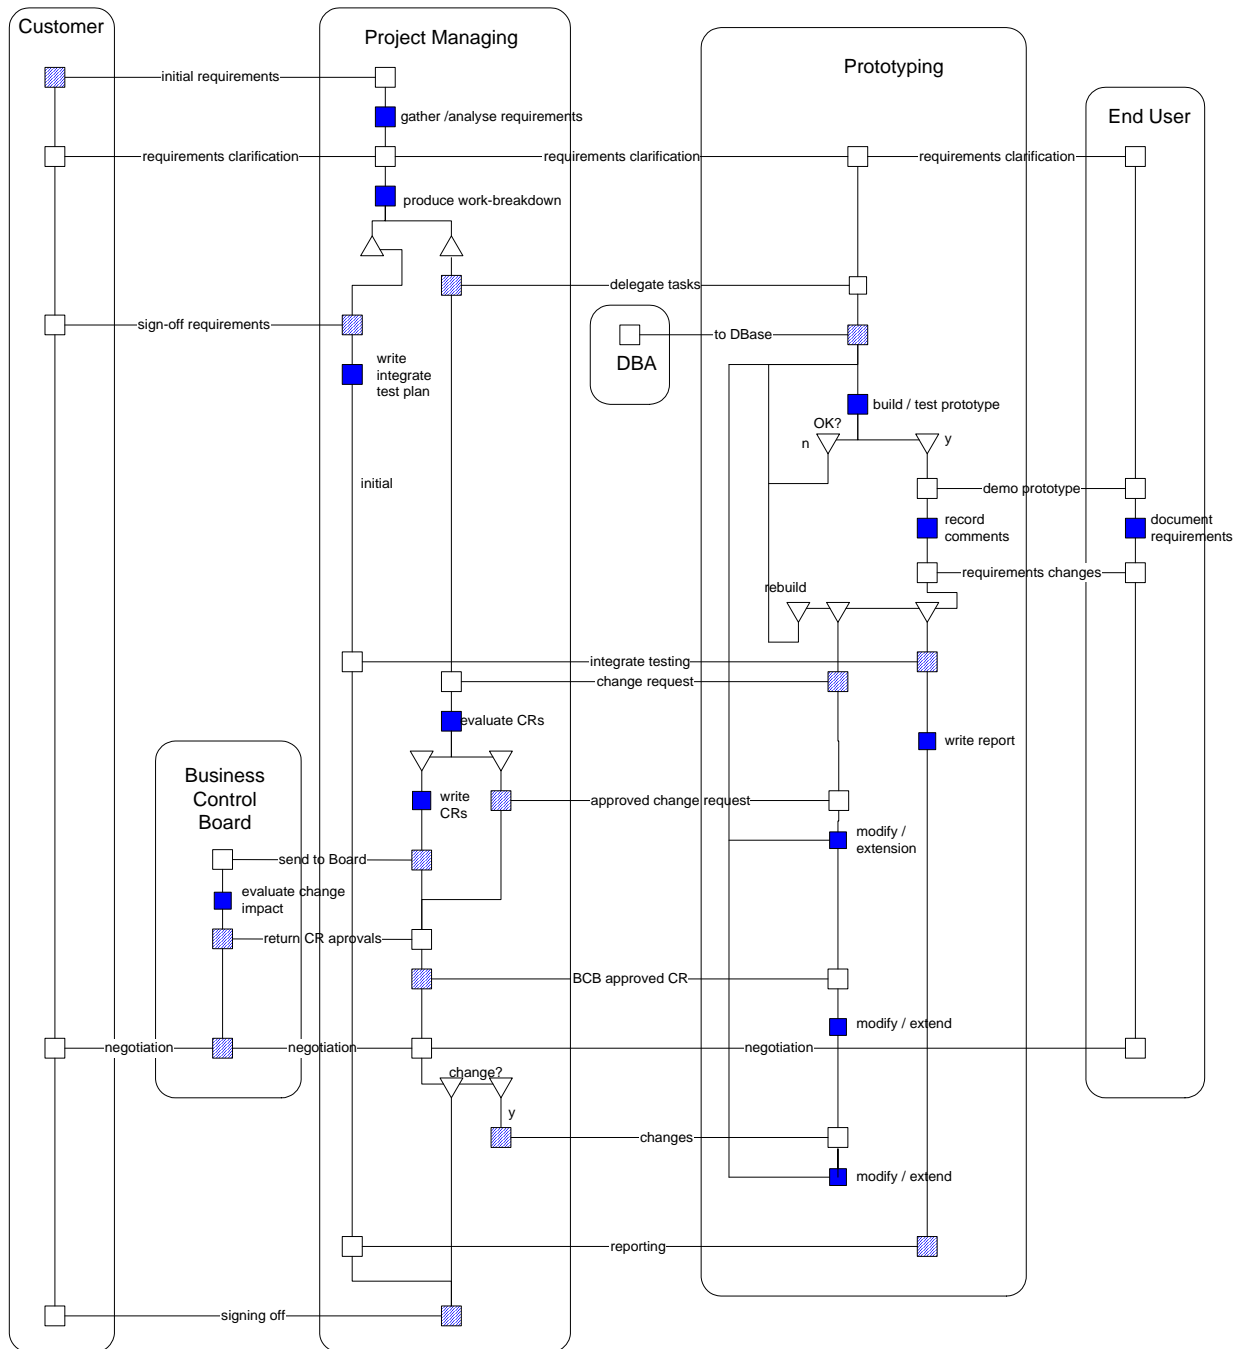 Customer
Project Managing
Prototyping
End User
initial requirements
gather /analyse requirements
requirements clarification
requirements clarification
requirements clarification
produce work-breakdown
delegate tasks
sign-off requirements
to DBase
DBA
write
integrate
test plan
build / test prototype
OK?
n
y
initial
demo prototype
record
comments
document
requirements
requirements changes
rebuild
integrate testing
change request
evaluate CRs
write report
Business
Control
Board
write
CRs
approved change request
modify /
extension
send to Board
evaluate change
impact
return CR aprovals
BCB approved CR
modify / extend
negotiation
negotiation
negotiation
change?
y
changes
modify / extend
reporting
signing off